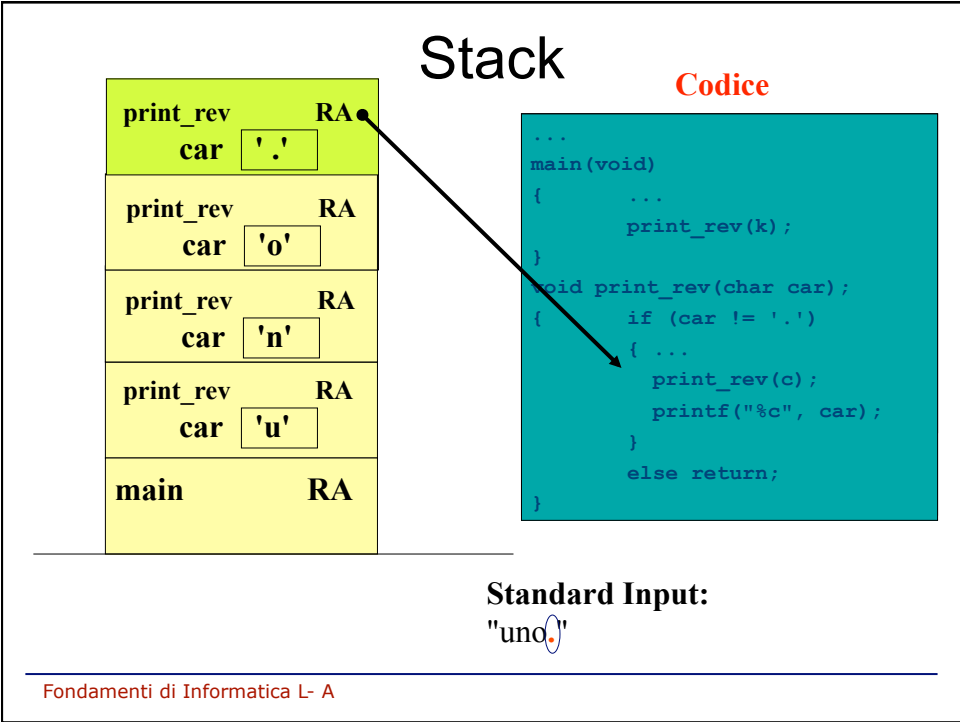 Stack
print_rev RA
car '.'
print_rev RA
car 'o'
print_rev RA
car 'n'
print_rev RA
car 'u'
main RA
Codice
...
main(void)
{ ...
print_rev(k);
}
void print_rev(char car);
{ if (car != '.')
{ ...
print_rev(c);
printf("%c", car);
}
else return;
}
Standard Input:
"uno."
Fondamenti di Informatica L- A